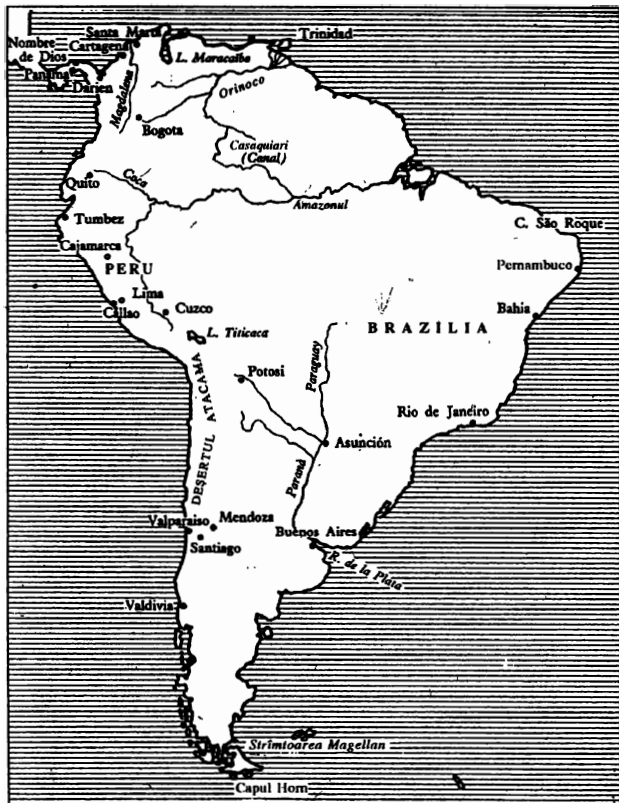 Santa Marta
Trinidad
Nombre
de Dios
Cartagena
L. Maracaibo
Panama
Darien
Magdalena
Orinoco
Bogota
Casaquiari
(Canal)
Quito
Coca
Amazonul
Tumbez
C. São Roque
Cajamarca
PERU
Pernambuco
Lima
Callao
Cuzco
Bahia
BRAZILIA
L. Titicaca
Paraguay
DEȘERTUL ATACAMA
Potosi
Rio de Janeiro
Asunción
Paraná
Valparaiso
Mendoza
Santiago
Buenos Aires
R. de la Plata
Valdivia
Strîmtoarea Magellan
Capul Horn